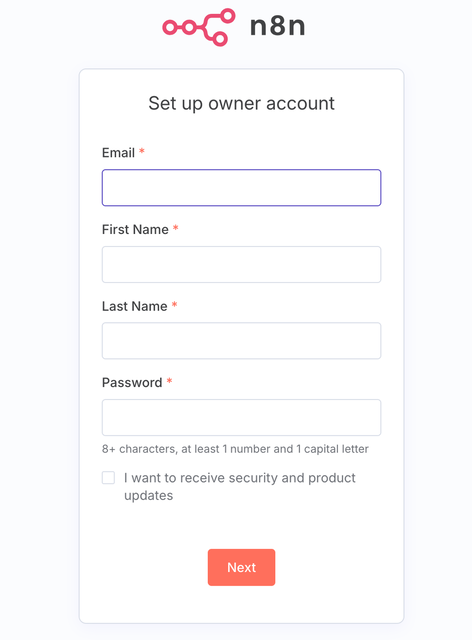 n8n
Set up owner account
Email *
First Name *
Last Name *
Password *
8+ characters, at least 1 number and 1 capital letter
I want to receive security and product
updates
Next